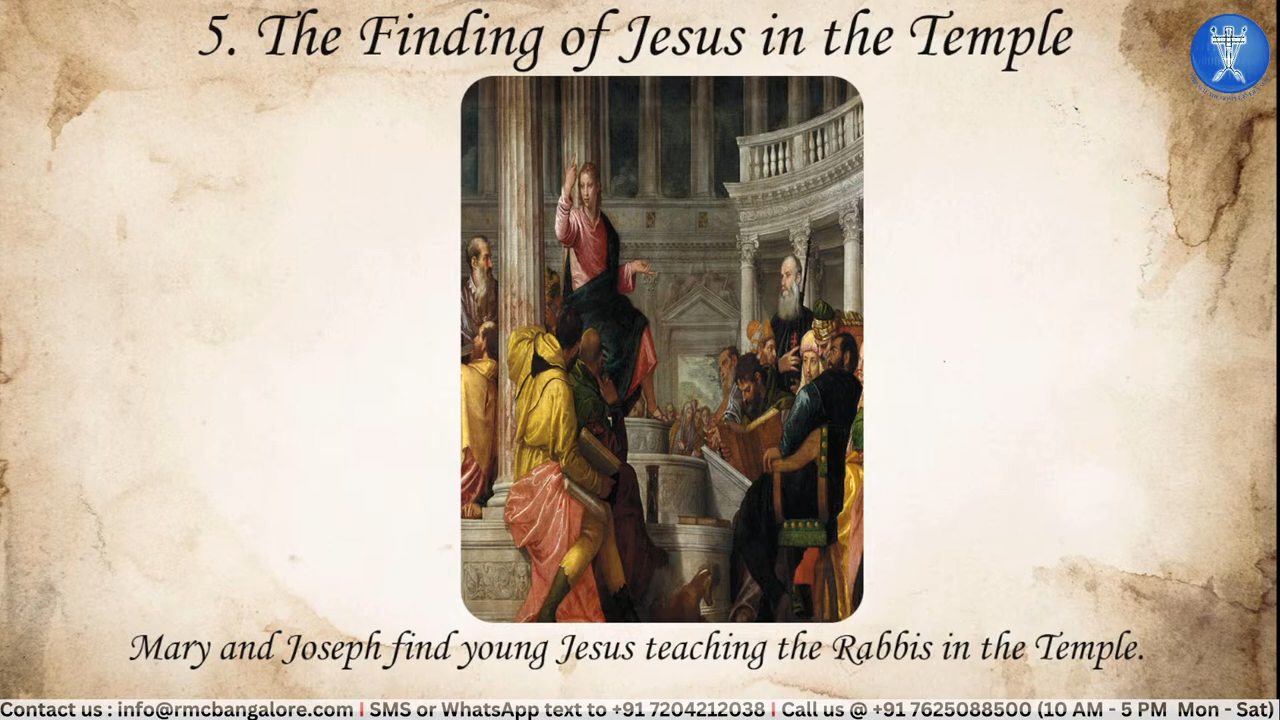 5. The Finding of Jesus in the Temple
Mary and Joseph find young Jesus teaching the Rabbis in the Temple.
Contact us : info@rmcbangalore.com I SMS or WhatsApp text to +91 7204212038 I Call us @ +91 7625088500 (10 AM - 5 PM Mon - Sat)